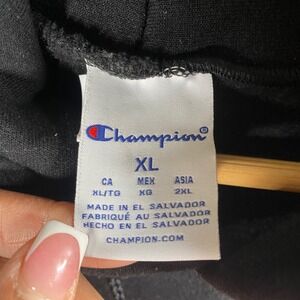 Champion®
XL
CA MEX ASIA
XL/TG XG 2XL
MADE IN EL SALVADOR
FABRIQUÉ AU SALVADOR
HECHO EN EL SALVADOR
CHAMPION.COM